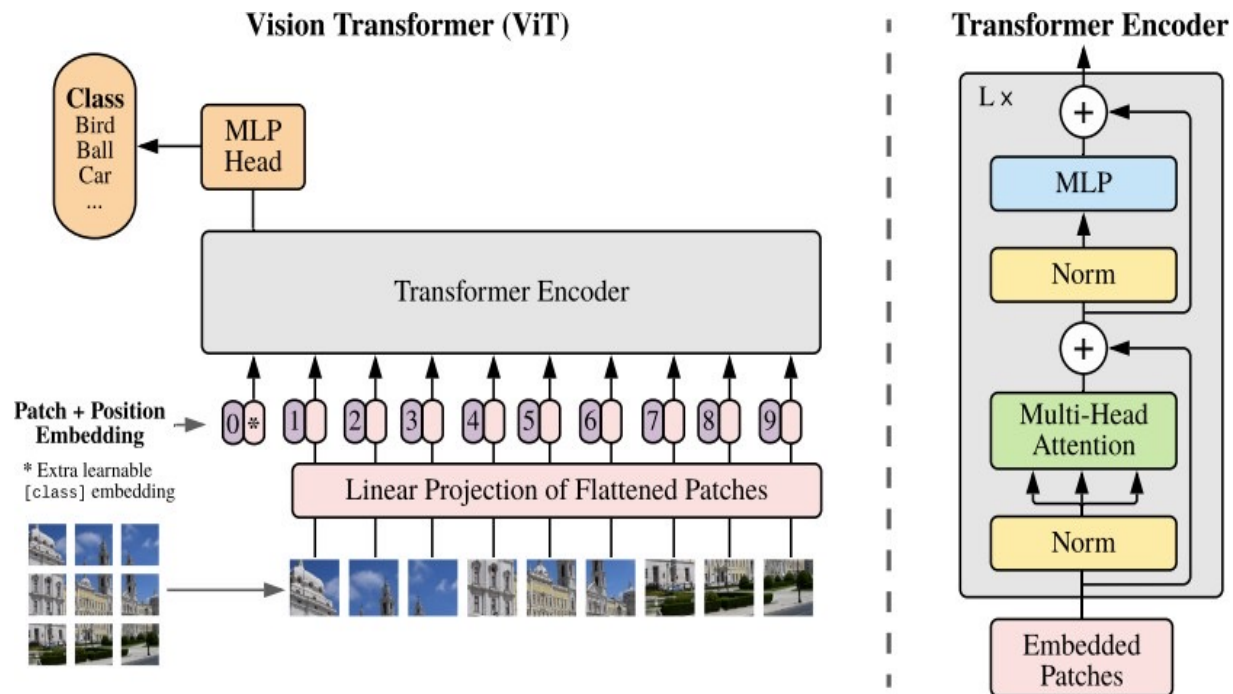 Vision Transformer (ViT)
Class
Bird
Ball
Car
...
MLP
Head
Transformer Encoder
Patch + Position
Embedding
0 * 1 2 3 4 5 6 7 8 9
* Extra learnable
[class] embedding
Linear Projection of Flattened Patches
Transformer Encoder
L ×
+
MLP
Norm
+
Multi-Head
Attention
Norm
Embedded
Patches